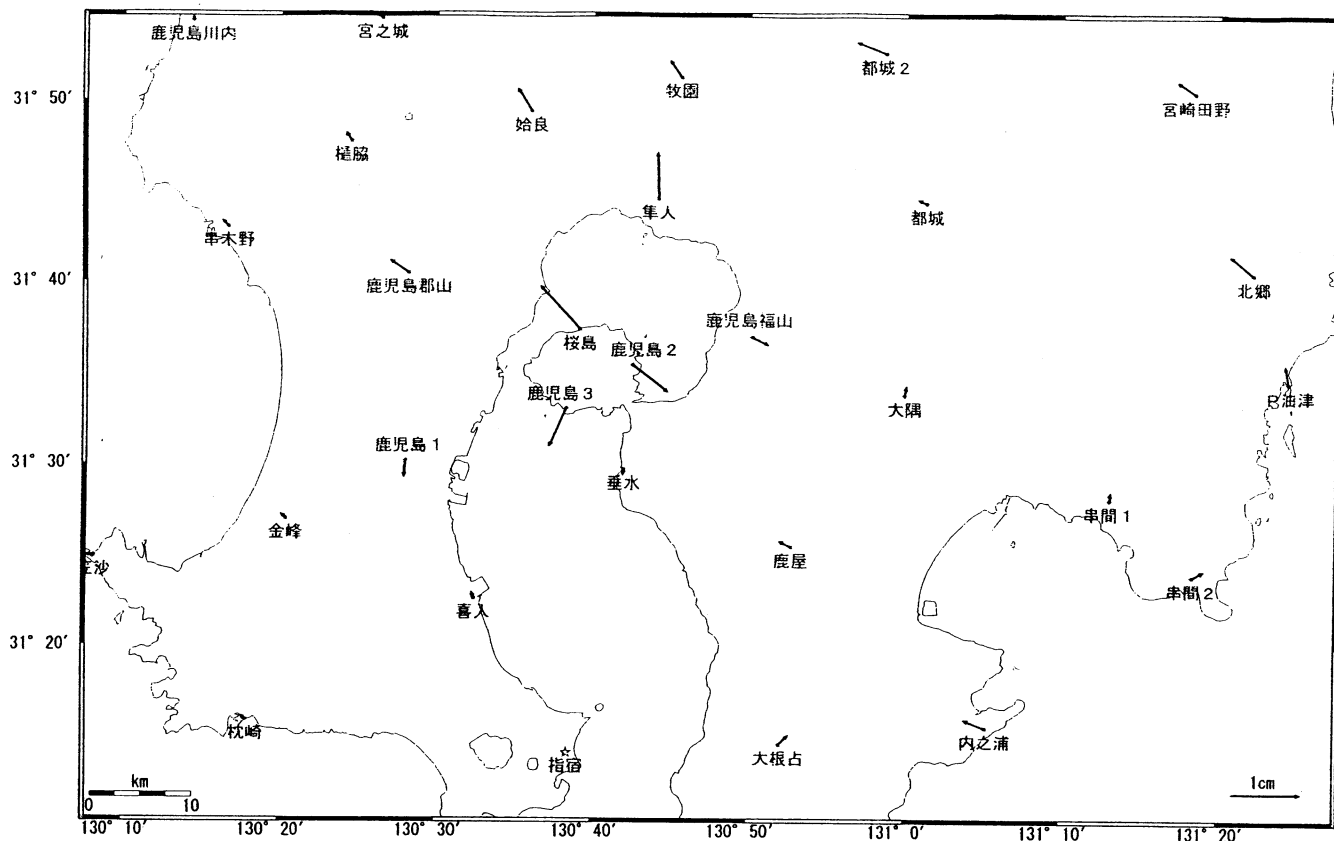 鹿児島川内
宮之城
都城２
牧園
31° 50′
宮崎田野
姶良
樋脇
隼人
都城
串木野
31° 40′
鹿児島郡山
北郷
鹿児島福山
桜島
鹿児島２
鹿児島３
大隅
油津
鹿児島１
31° 30′
垂水
串間１
金峰
鹿屋
串間２
喜入
31° 20′
枕崎
内之浦
大根占
指宿
km
0 10
1cm
130° 10′ 130° 20′ 130° 30′ 130° 40′ 130° 50′ 131° 0′ 131° 10′ 131° 20′